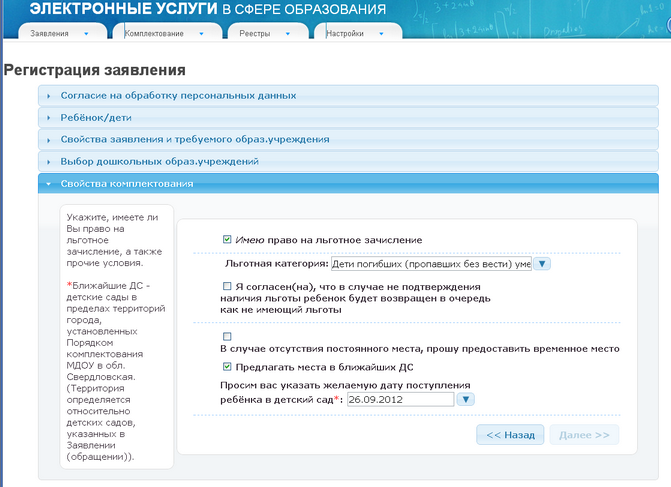 ЭЛЕКТРОННЫЕ УСЛУГИ В СФЕРЕ ОБРАЗОВАНИЯ
Заявления
Комплектование
Реестры
Настройки
Регистрация заявления
Согласие на обработку персональных данных
Ребёнок/дети
Свойства заявления и требуемого образ.учреждения
Выбор дошкольных образ.учреждений
Свойства комплектования
Укажите, имеете ли
Вы право на
льготное
зачисление, а также
прочие условия.
*Ближайшие ДС -
детские сады в
пределах территорий
города,
установленных
Порядком
комплектования
МДОУ в обл.
Свердловская.
(Территория
определяется
относительно
детских садов,
указанных в
Заявлении
(обращении)).
Имею право на льготное зачисление
Льготная категория: Дети погибших (пропавших без вести) уме
Я согласен(на), что в случае не подтверждения
наличия льготы ребенок будет возвращен в очередь
как не имеющий льготы
В случае отсутствия постоянного места, прошу предоставить временное место
Предлагать места в ближайших ДС
Просим вас указать желаемую дату поступления
ребёнка в детский сад*: 26.09.2012
<< Назад
Далее >>